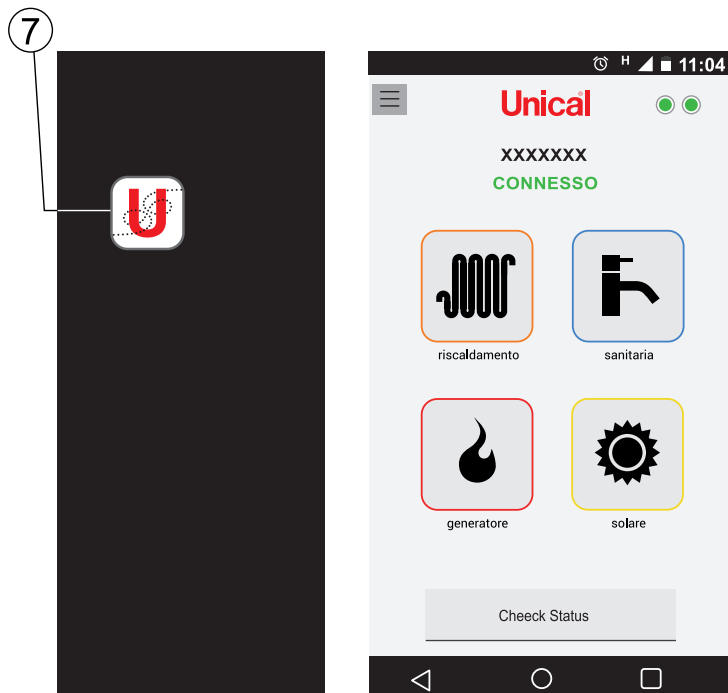 7
U
H 11:04
Unical
XXXXXXX
CONNESSO
riscaldamento
sanitaria
generatore
solare
Cheeck Status